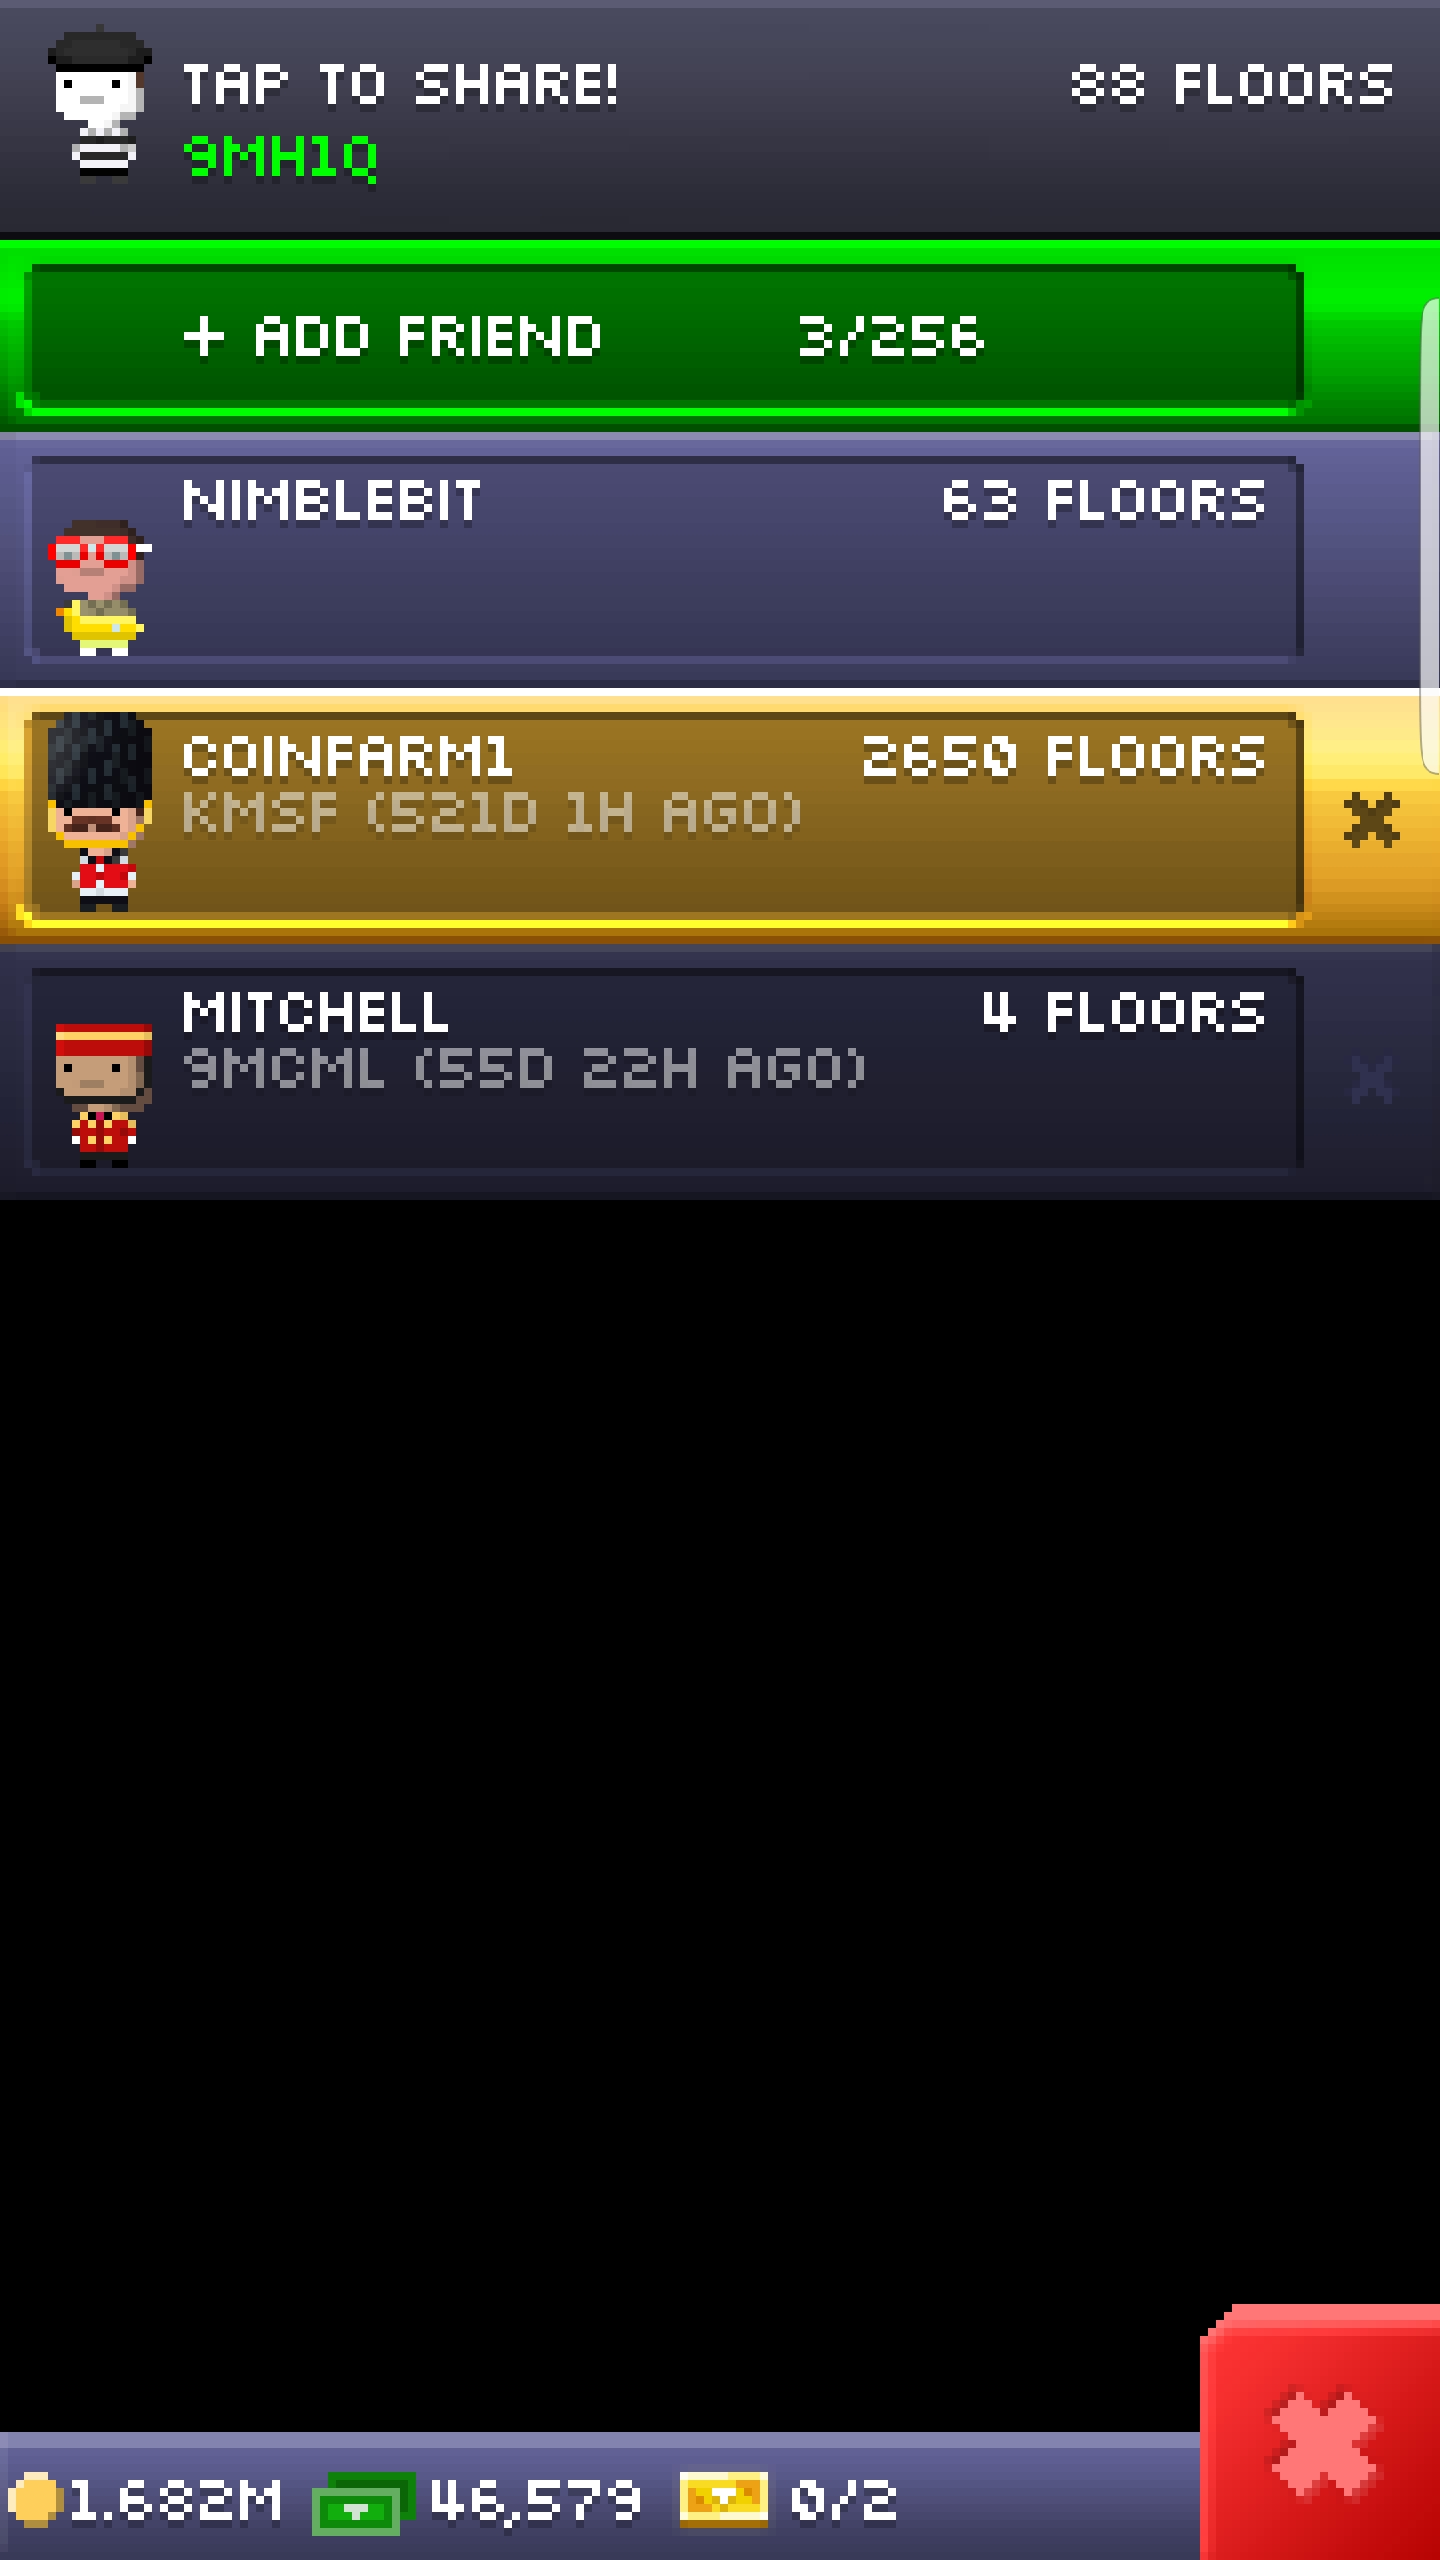 TAP TO SHARE! 88 FLOORS
9MH1Q
+ ADD FRIEND 3/256
NIMBLEBIT 63 FLOORS
COINFARM1 2650 FLOORS
KMSF (521D 1H AGO)
MITCHELL 4 FLOORS
9MCML (55D 22H AGO)
1.682M 46,579 0/2